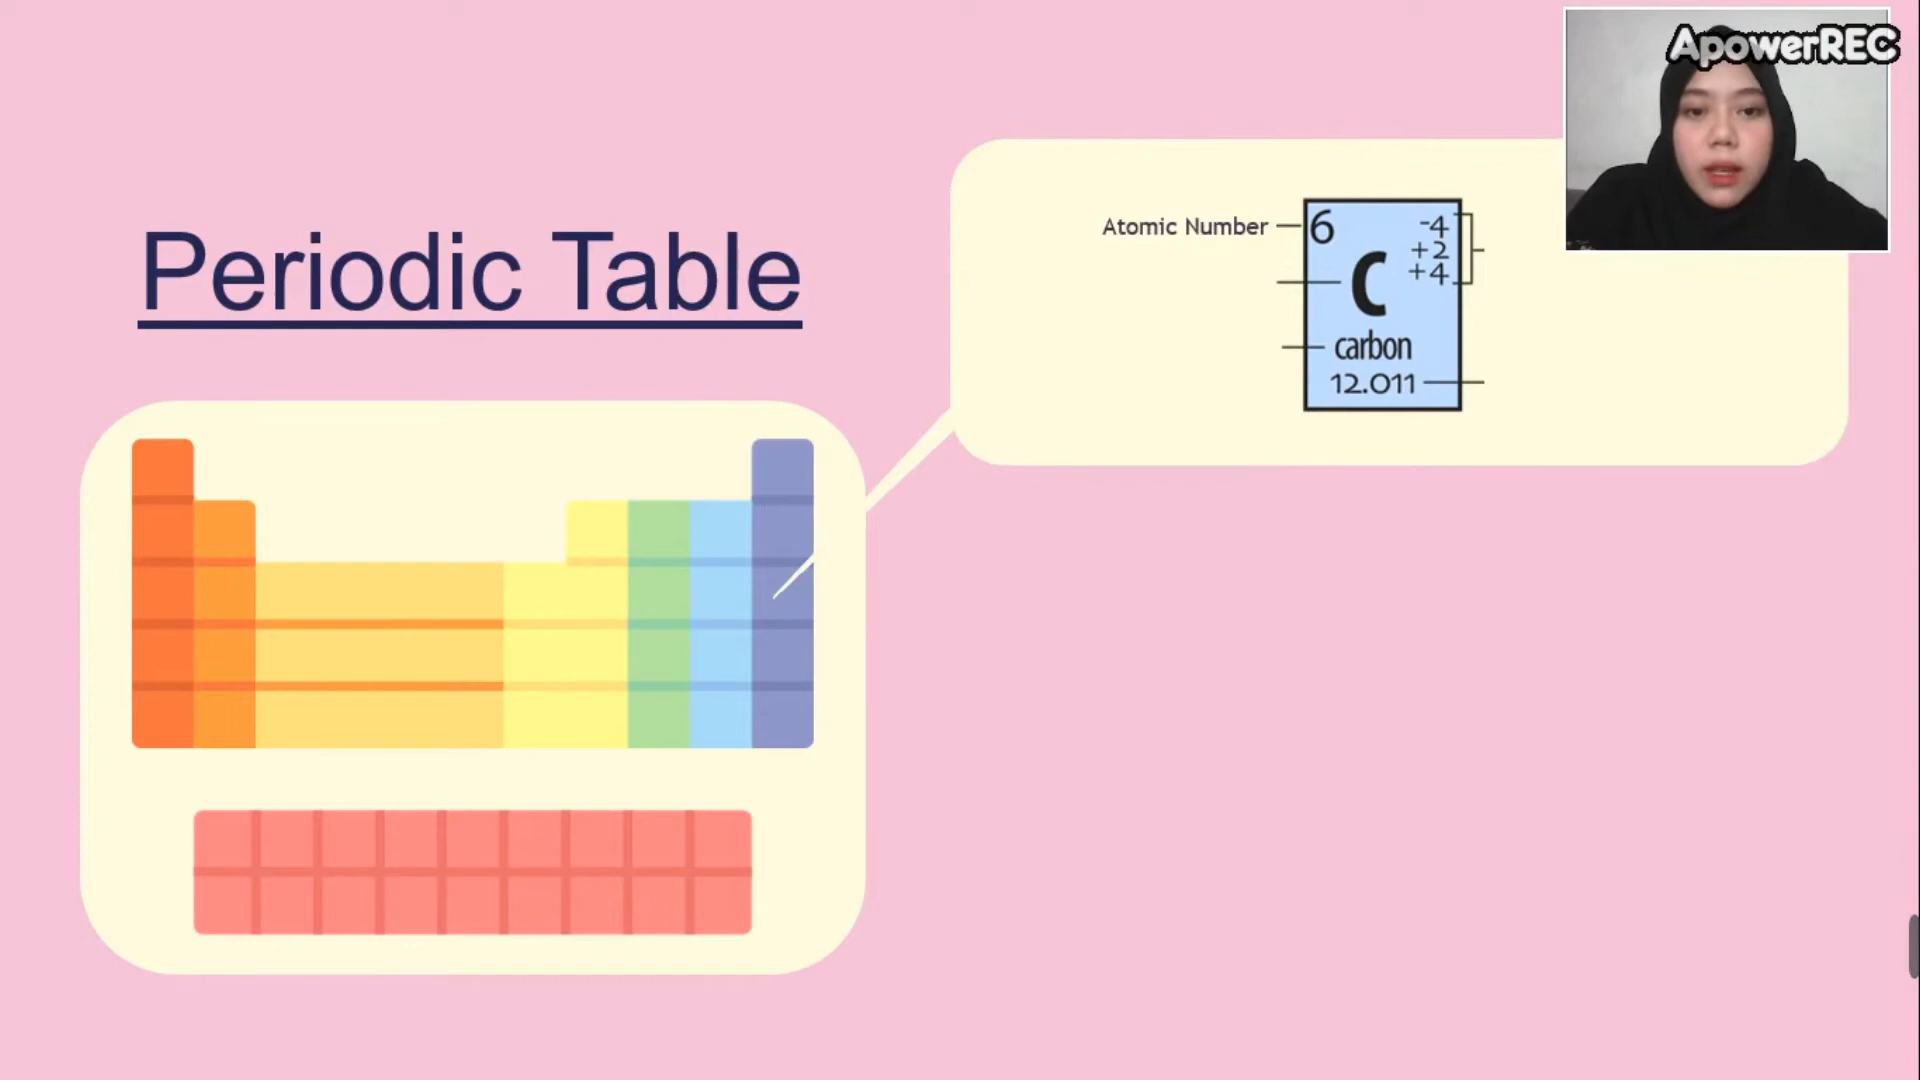 ApowerREC
Periodic Table
Atomic Number
6
-4
+2
+4
C
carbon
12.011